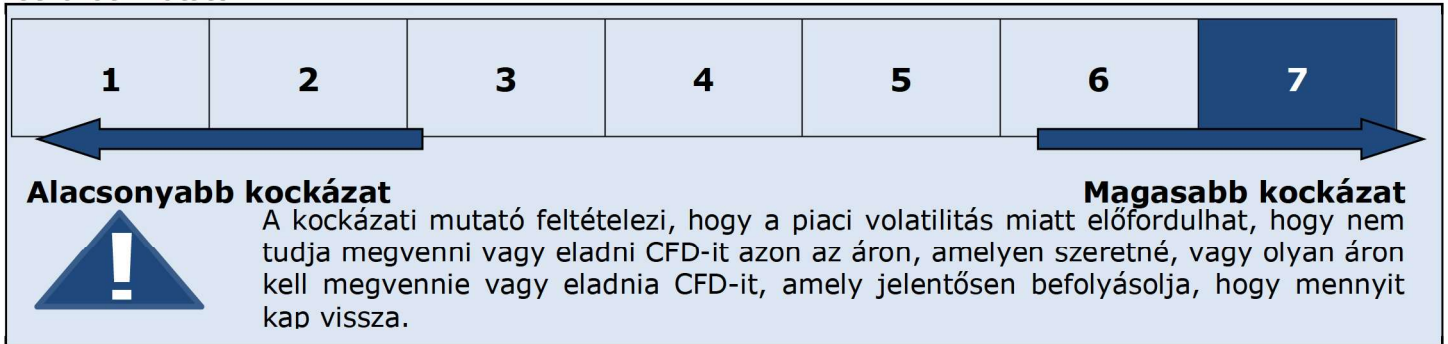 1 2 3 4 5 6 7
Alacsonyabb kockázat
Magasabb kockázat
A kockázati mutató feltételezi, hogy a piaci volatilitás miatt előfordulhat, hogy nem
tudja megvenni vagy eladni CFD-it azon az áron, amelyen szeretné, vagy olyan áron
kell megvennie vagy eladnia CFD-it, amely jelentősen befolyásolja, hogy mennyit
kap vissza.